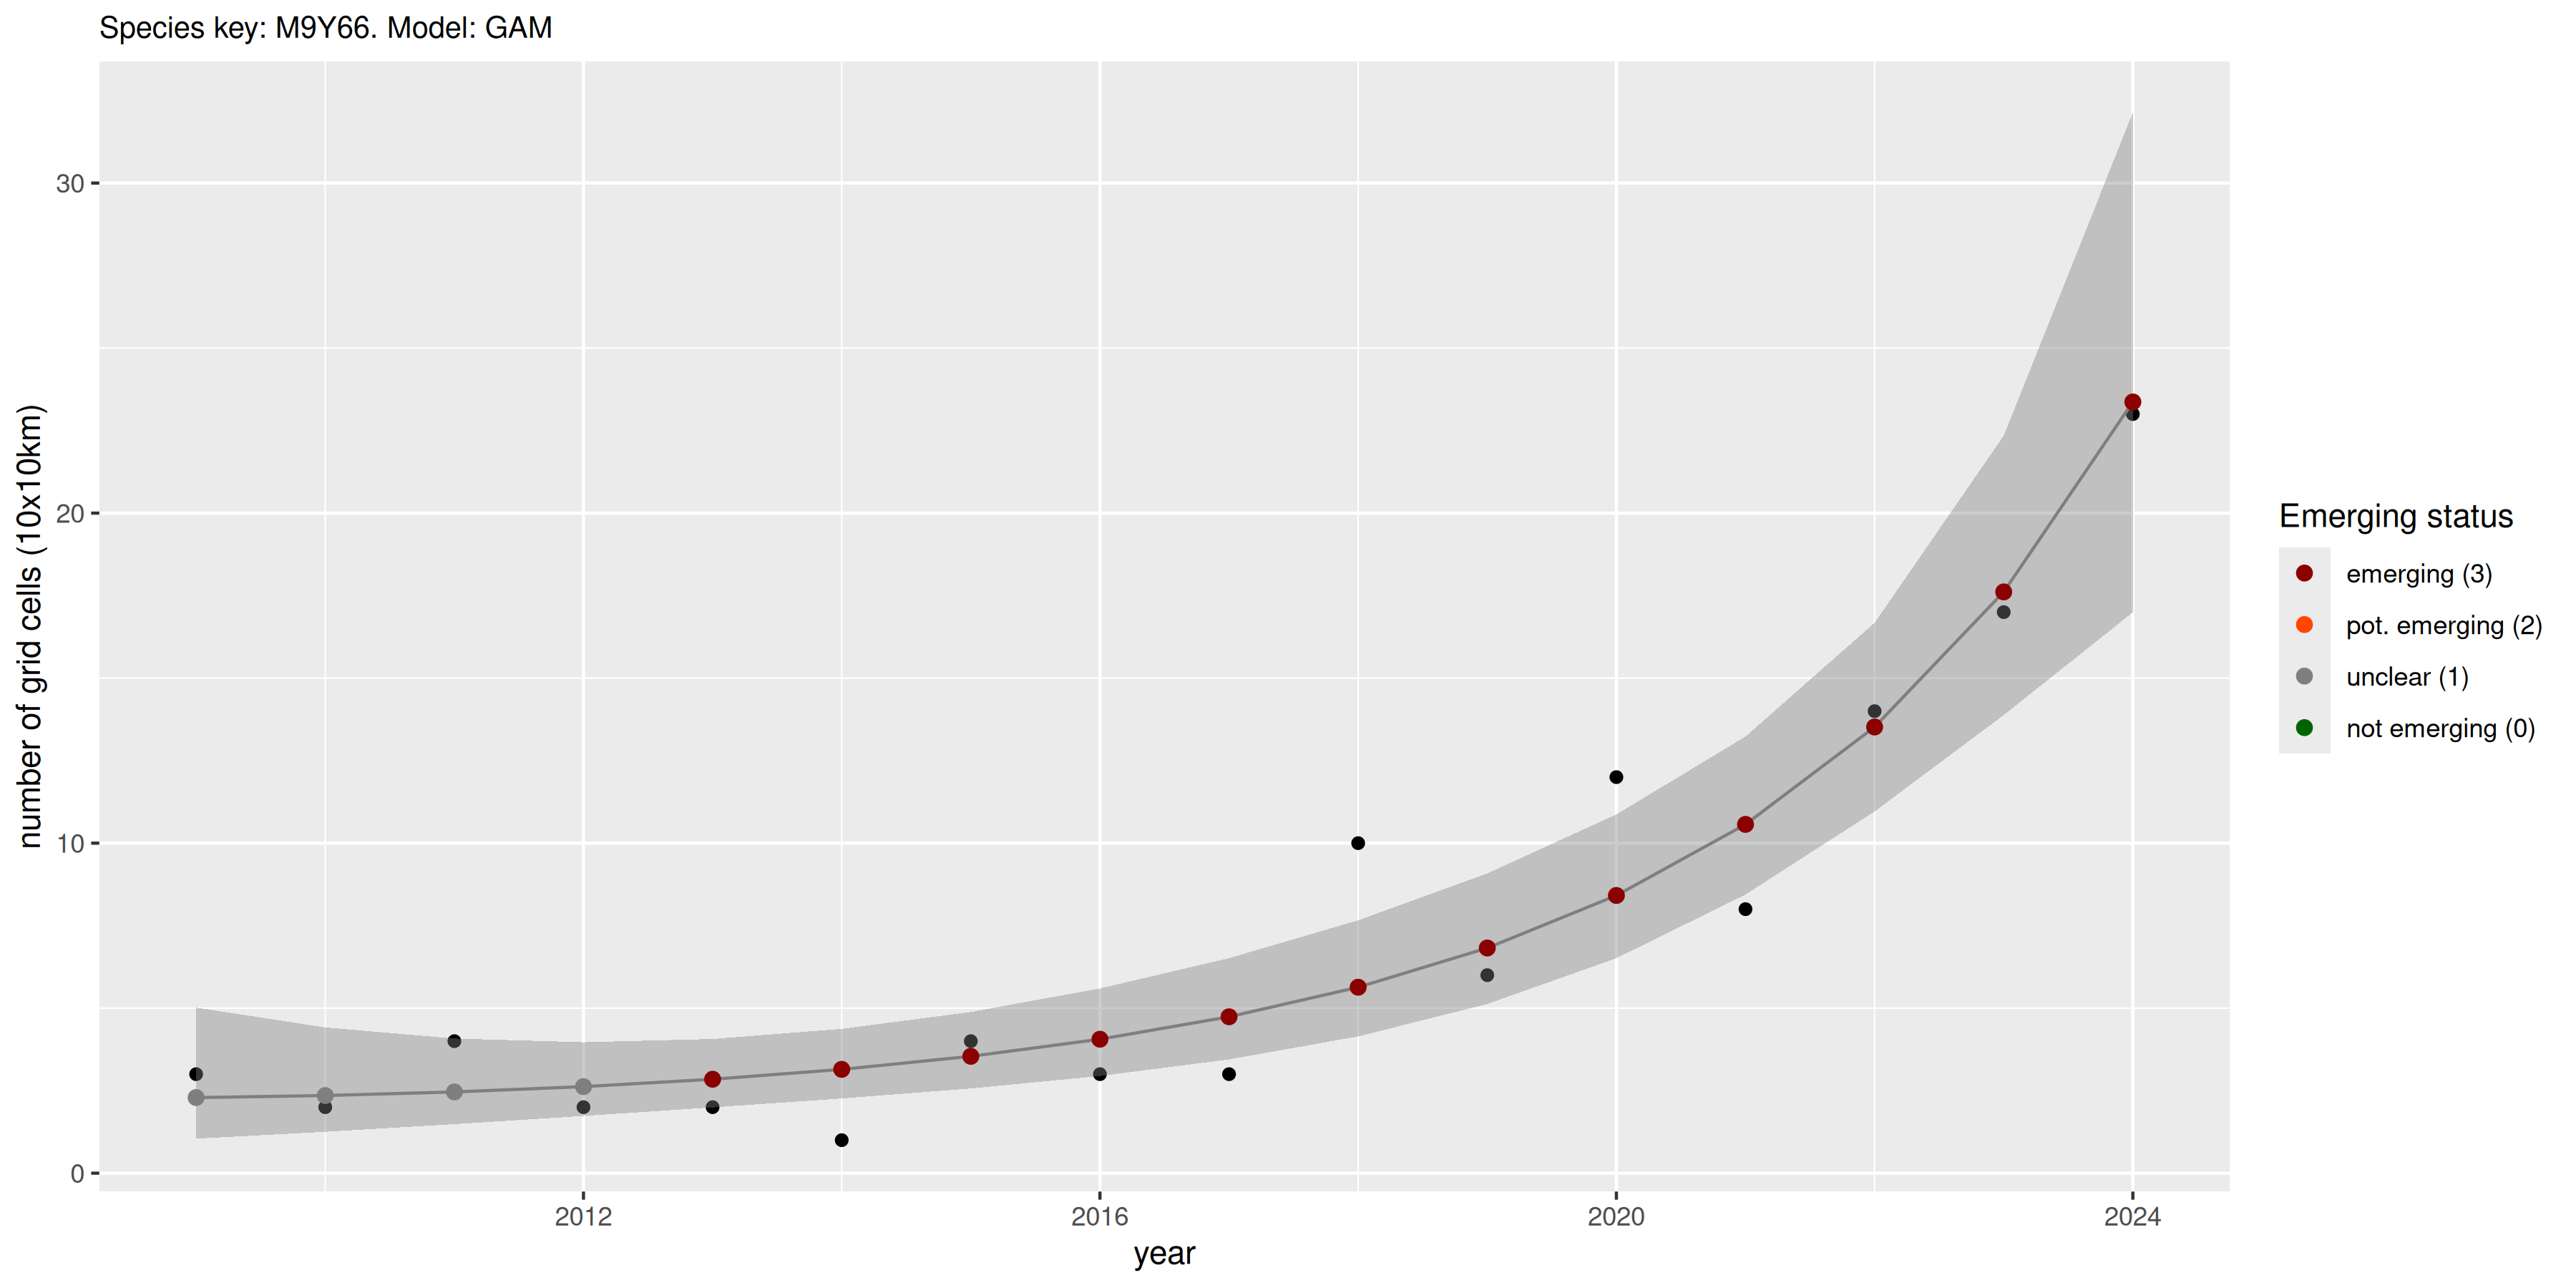 Species key: M9Y66. Model: GAM
number of grid cells (10x10km)
30
20
10
0
2012
2016
2020
2024
year
Emerging status
emerging (3)
pot. emerging (2)
unclear (1)
not emerging (0)